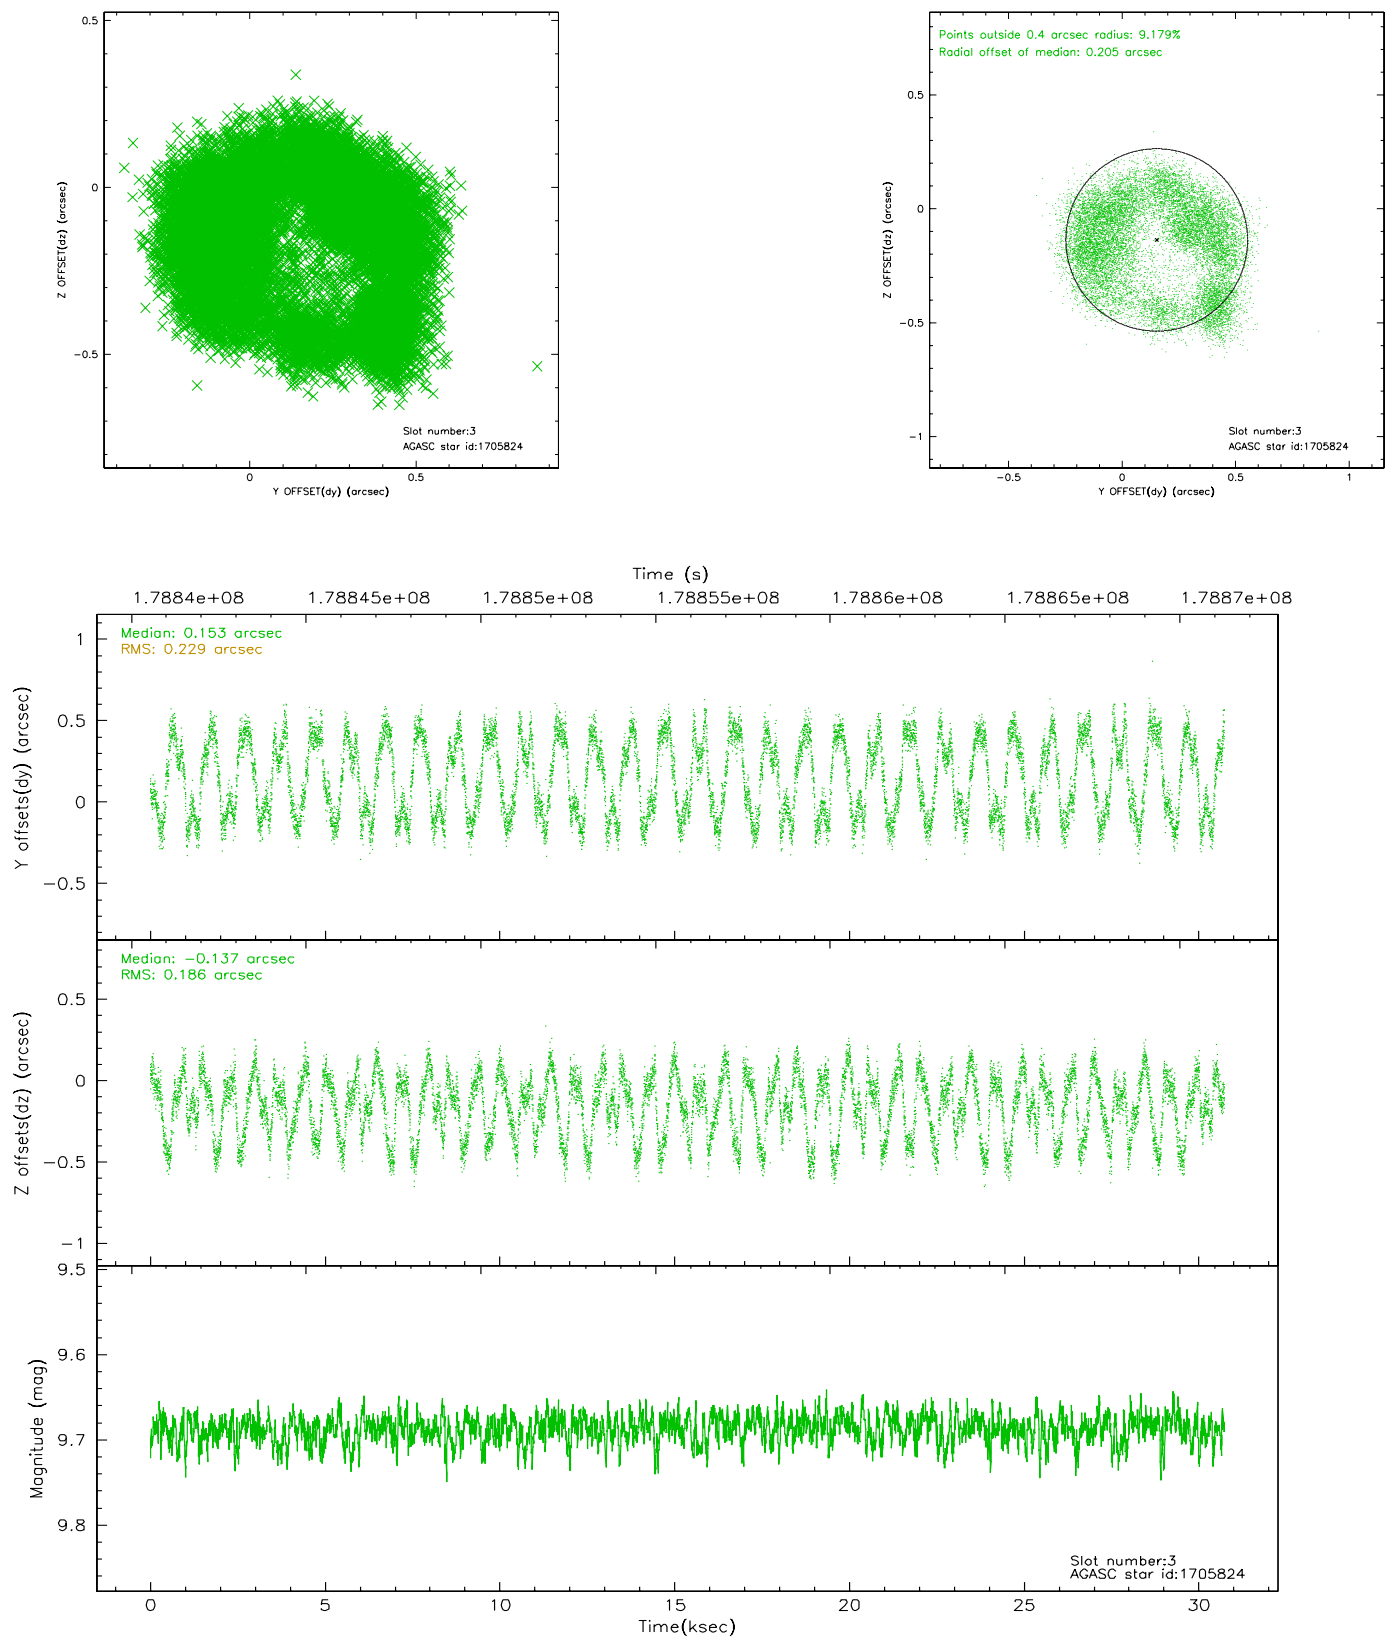 0.5
0
−0.5
0
0.5
Z OFFSET(dz) (arcsec)
Y OFFSET(dy) (arcsec)
Slot number:3
AGASC star id:1705824
Points outside 0.4 arcsec radius: 9.179%
Radial offset of median: 0.205 arcsec
0.5
0
−0.5
−1
−0.5
0
0.5
1
Z OFFSET(dz) (arcsec)
Y OFFSET(dy) (arcsec)
Slot number:3
AGASC star id:1705824
Time (s)
1.7884e+08
1.78845e+08
1.7885e+08
1.78855e+08
1.7886e+08
1.78865e+08
1.7887e+08
Median: 0.153 arcsec
RMS: 0.229 arcsec
1
0.5
0
−0.5
Y offsets(dy) (arcsec)
Median: −0.137 arcsec
RMS: 0.186 arcsec
0.5
0
−0.5
−1
Z offsets(dz) (arcsec)
9.5
9.6
9.7
9.8
Magnitude (mag)
Slot number:3
AGASC star id:1705824
0
5
10
15
20
25
30
Time(ksec)